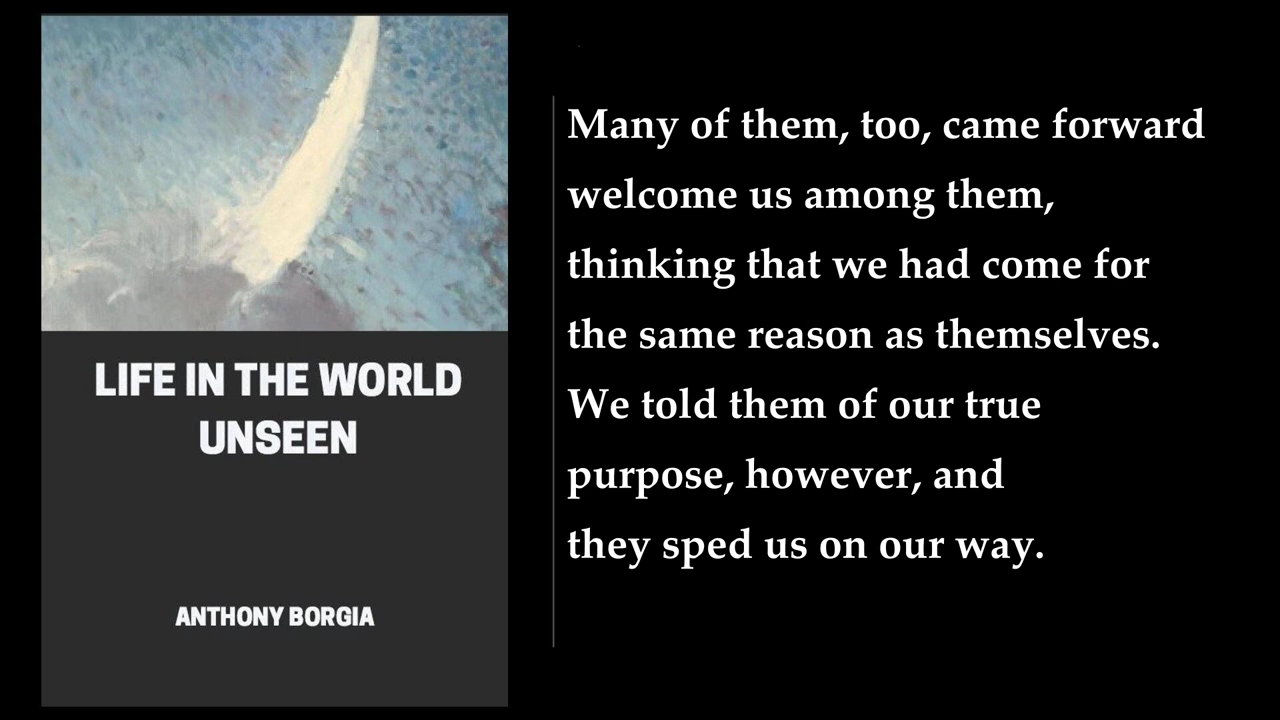 LIFE IN THE WORLD
UNSEEN
ANTHONY BORGIA
Many of them, too, came forward
welcome us among them,
thinking that we had come for
the same reason as themselves.
We told them of our true
purpose, however, and
they sped us on our way.